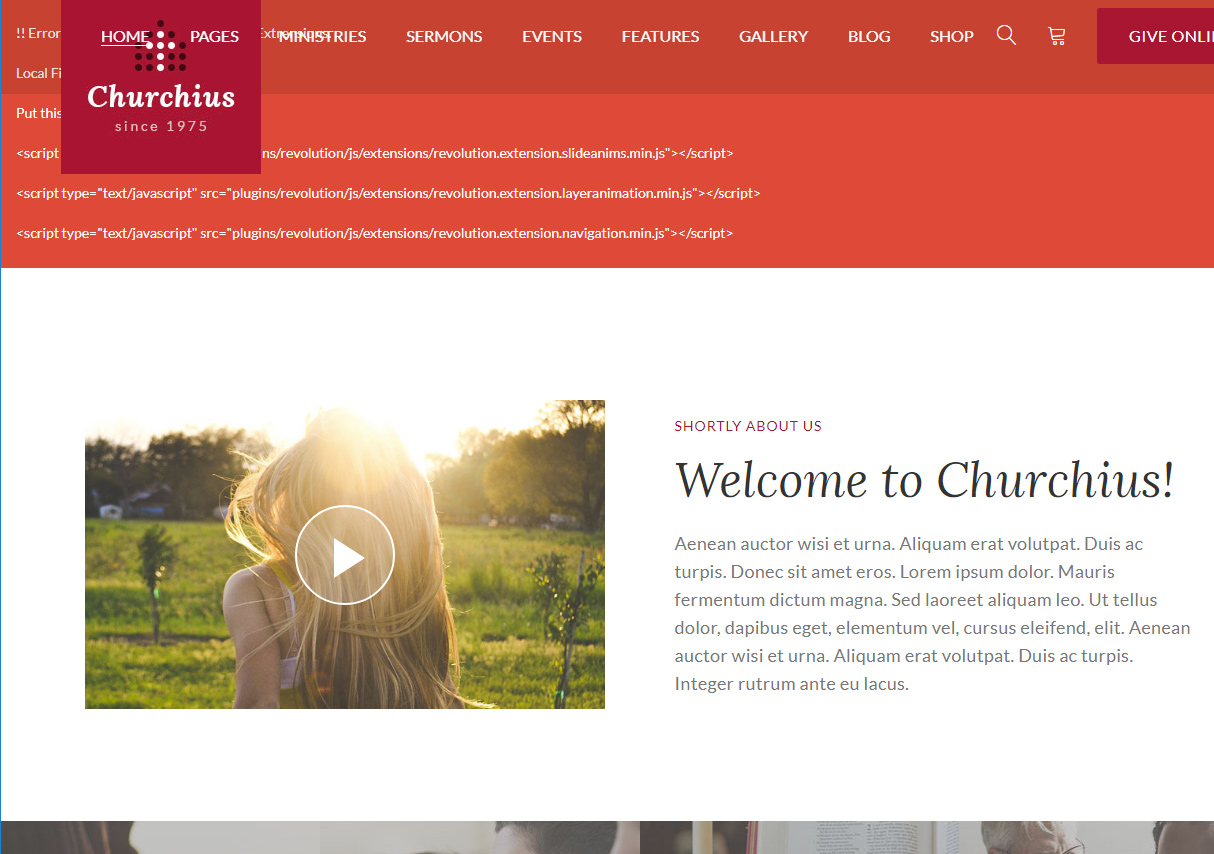 !! Error
Extensions
HOME PAGES MINISTRIES SERMONS EVENTS FEATURES GALLERY BLOG SHOP GIVE ONLI
Local Fi
Churchius
since 1975
Put this
<script
ns/revolution/js/extensions/revolution.extension.slideanims.min.js"></script>
<script type="text/javascript" src="plugins/revolution/js/extensions/revolution.extension.layeranimation.min.js"></script>
<script type="text/javascript" src="plugins/revolution/js/extensions/revolution.extension.navigation.min.js"></script>
SHORTLY ABOUT US
Welcome to Churchius!
Aenean auctor wisi et urna. Aliquam erat volutpat. Duis ac
turpis. Donec sit amet eros. Lorem ipsum dolor. Mauris
fermentum dictum magna. Sed laoreet aliquam leo. Ut tellus
dolor, dapibus eget, elementum vel, cursus eleifend, elit. Aenean
auctor wisi et urna. Aliquam erat volutpat. Duis ac turpis.
Integer rutrum ante eu lacus.